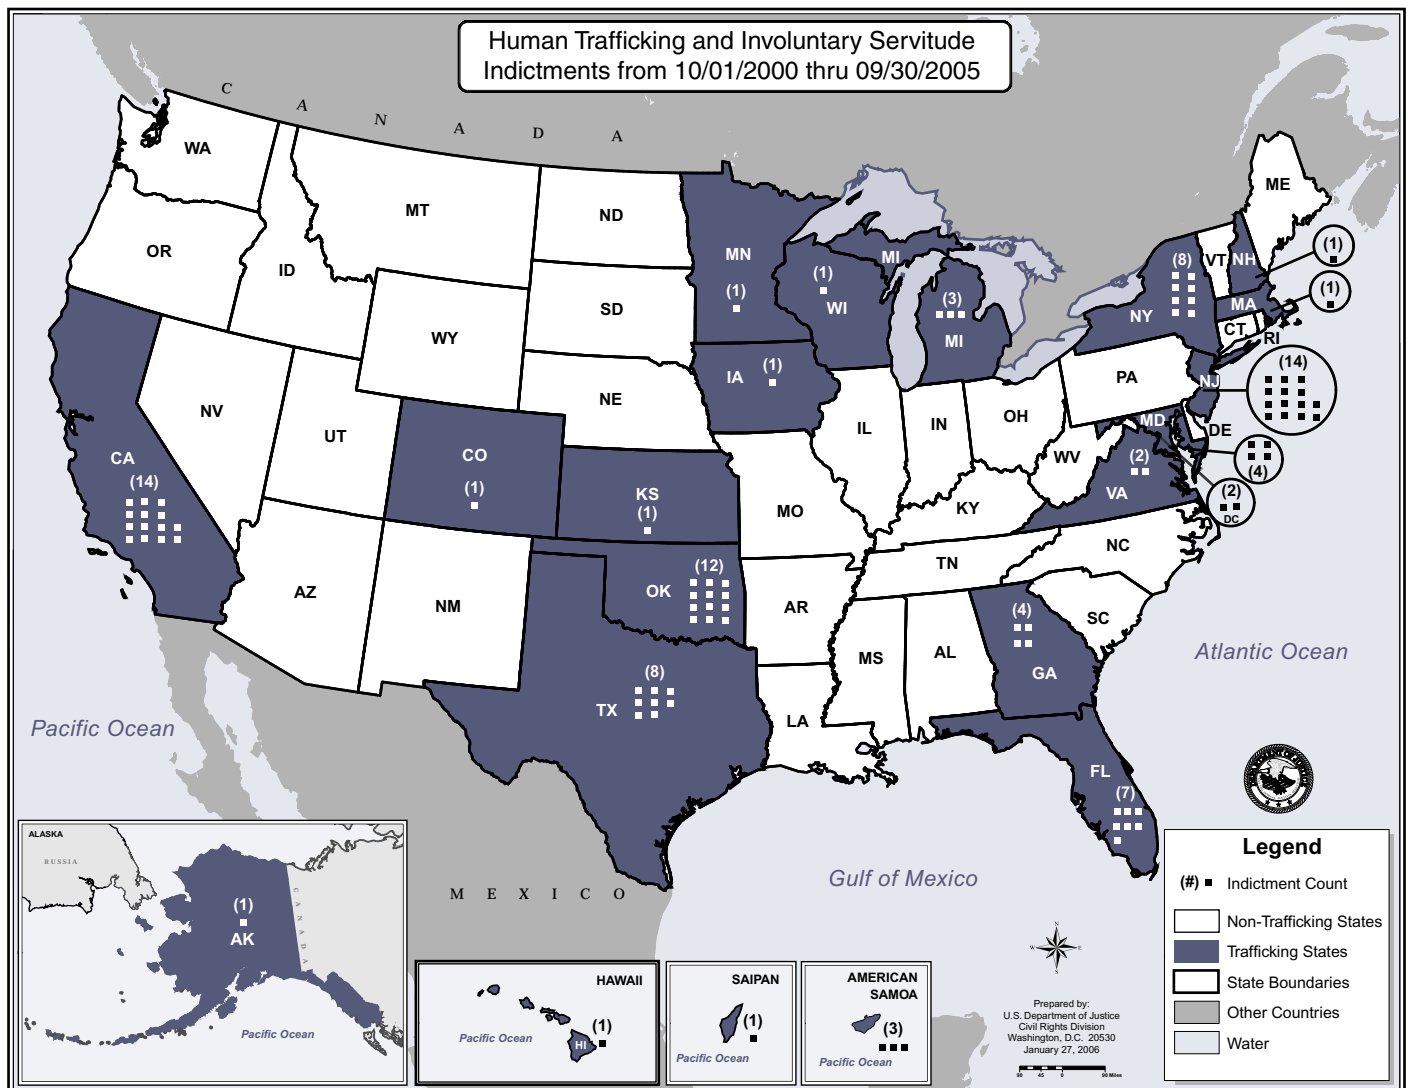 Human Trafficking and Involuntary Servitude
Indictments from 10/01/2000 thru 09/30/2005
C A N A D A
WA
OR
ID
MT
ND
SD
WY
NE
NV
UT
AZ
NM
CA
(14)
CO
(1)
KS
(1)
OK
(12)
TX
(8)
MN
(1)
IA
(1)
WI
(1)
MI
MI
(3)
IL
IN
OH
MO
KY
TN
AR
LA
MS
AL
GA
(4)
FL
(7)
SC
NC
VA
(2)
WV
PA
NY
(8)
VT
NH
(1)
ME
MA
(1)
CT
RI
NJ
(14)
DE
MD
(4)
(2)
DC
Pacific Ocean
Atlantic Ocean
Gulf of Mexico
M E X I C O
ALASKA
RUSSIA
CANADA
(1)
AK
Pacific Ocean
HAWAII
Pacific Ocean
HI
(1)
SAIPAN
(1)
Pacific Ocean
AMERICAN
SAMOA
(3)
Pacific Ocean
N
W
E
S
Prepared by:
U.S. Department of Justice
Civil Rights Division
Washington, D.C. 20530
January 27, 2006
90 45 0 90 Miles
Legend
(#) Indictment Count
Non-Trafficking States
Trafficking States
State Boundaries
Other Countries
Water